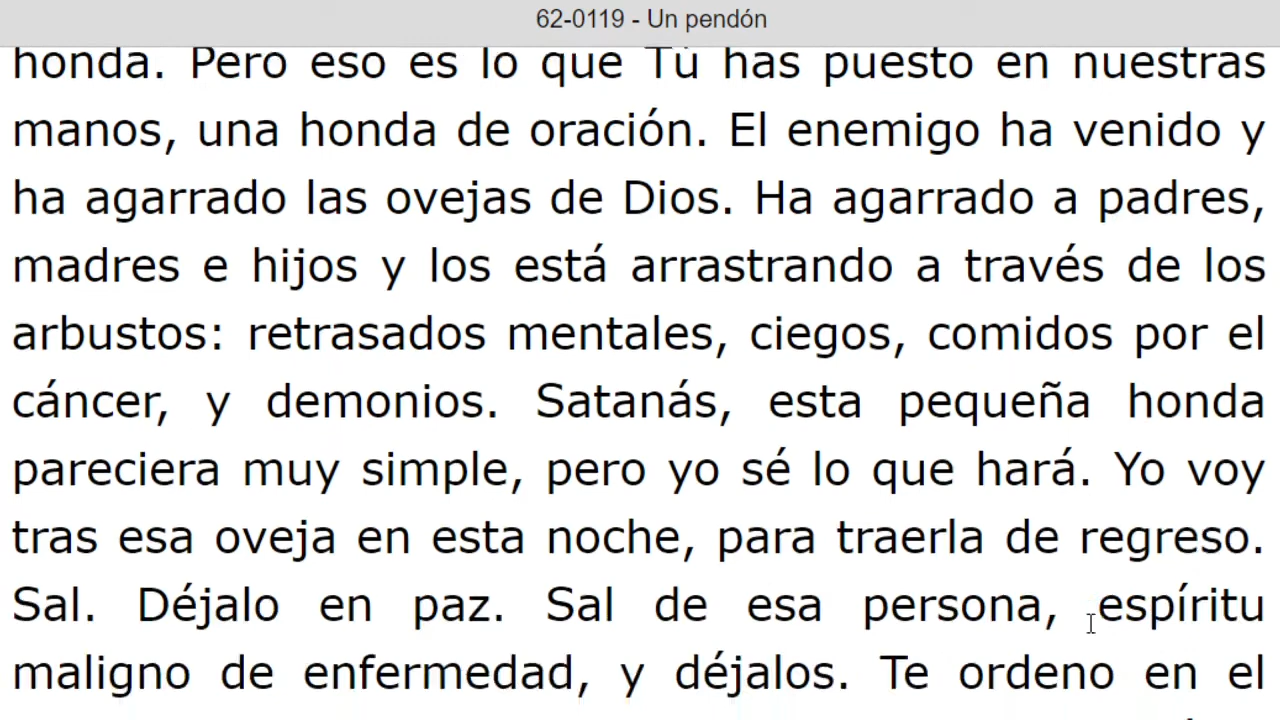 62-0119 - Un pendón
honda. Pero eso es lo que Tú has puesto en nuestras
manos, una honda de oración. El enemigo ha venido y
ha agarrado las ovejas de Dios. Ha agarrado a padres,
madres e hijos y los está arrastrando a través de los
arbustos: retrasados mentales, ciegos, comidos por el
cáncer, y demonios. Satanás, esta pequeña honda
pareciera muy simple, pero yo sé lo que hará. Yo voy
tras esa oveja en esta noche, para traerla de regreso.
Sal. Déjalo en paz. Sal de esa persona, espíritu
maligno de enfermedad, y déjalos. Te ordeno en el